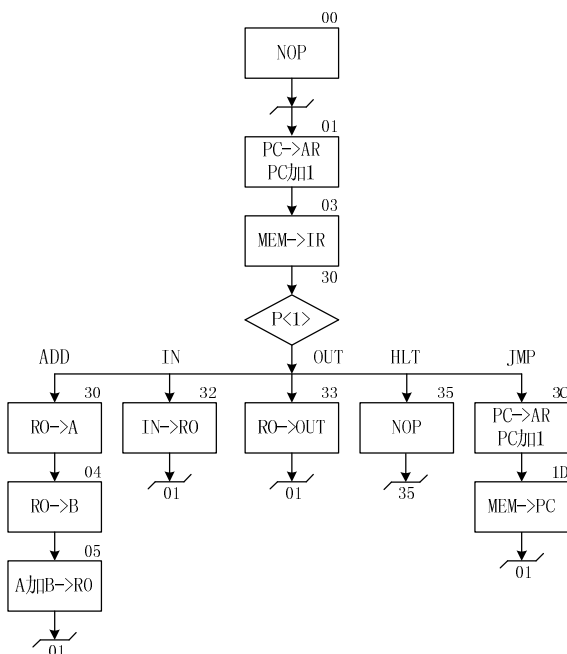 00
NOP
01
PC->AR
PC加1
03
MEM->IR
30
P<1>
ADD IN OUT HLT JMP
30 32 33 35 3C
RO->A IN->RO RO->OUT NOP PC->AR
PC加1
01 01 35
04 1D
RO->B MEM->PC
05 01
A加B->RO
01